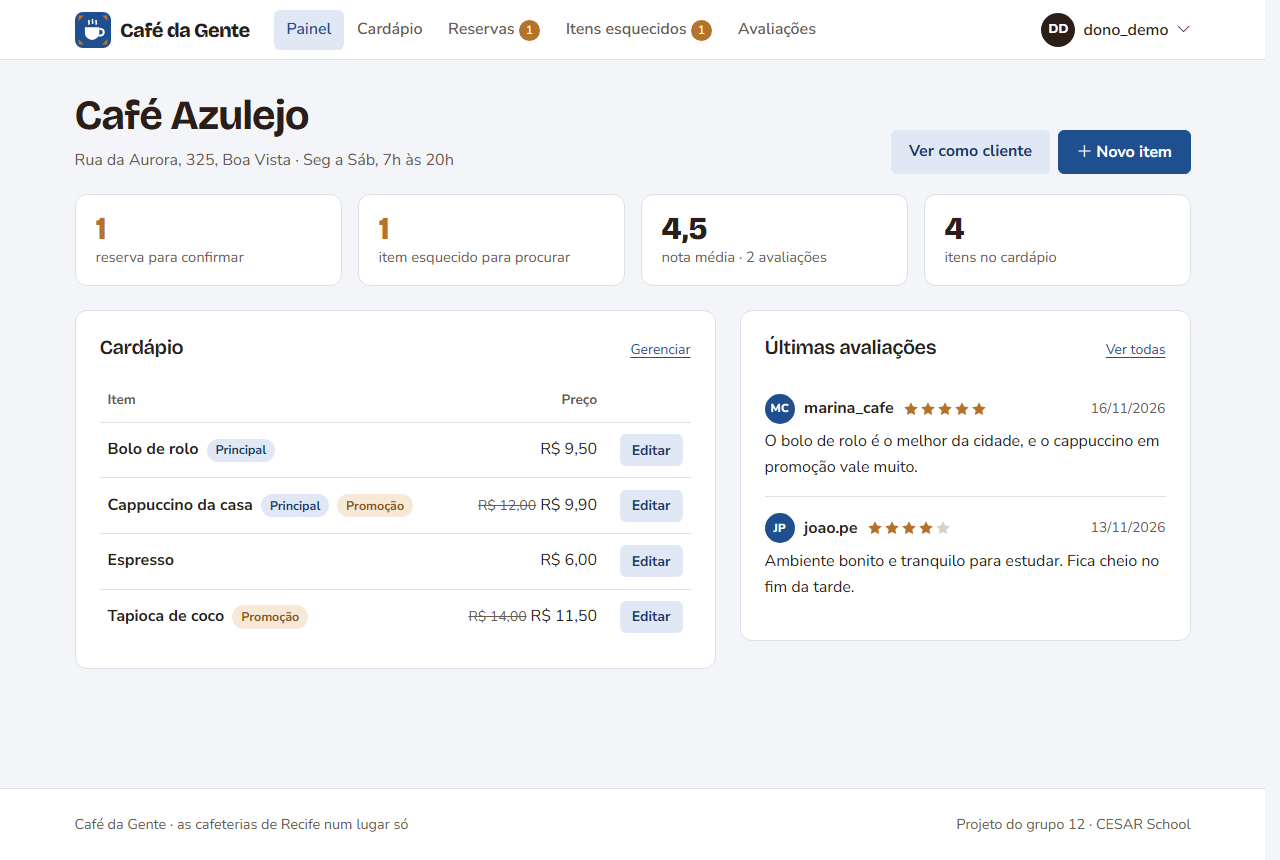 Café da Gente
Painel
Cardápio
Reservas 1
Itens esquecidos 1
Avaliações
DD dono_demo
Café Azulejo
Rua da Aurora, 325, Boa Vista · Seg a Sáb, 7h às 20h
Ver como cliente
+ Novo item
1
reserva para confirmar
1
item esquecido para procurar
4,5
nota média · 2 avaliações
4
itens no cardápio
Cardápio
Gerenciar
Item Preço
Bolo de rolo Principal R$ 9,50 Editar
Cappuccino da casa Principal Promoção R$ 12,00 R$ 9,90 Editar
Espresso R$ 6,00 Editar
Tapioca de coco Promoção R$ 14,00 R$ 11,50 Editar
Últimas avaliações
Ver todas
MC marina_cafe 16/11/2026
O bolo de rolo é o melhor da cidade, e o cappuccino em
promoção vale muito.
JP joao.pe 13/11/2026
Ambiente bonito e tranquilo para estudar. Fica cheio no
fim da tarde.
Café da Gente · as cafeterias de Recife num lugar só
Projeto do grupo 12 · CESAR School